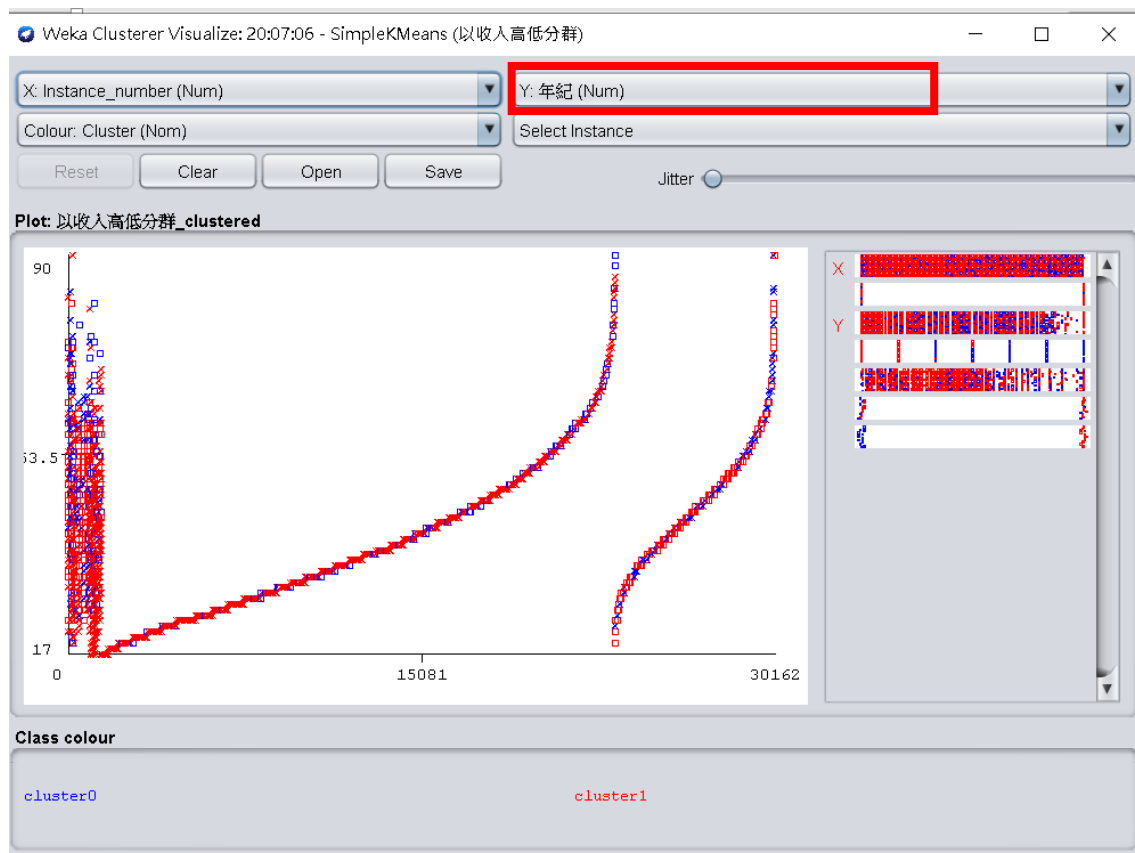 Weka Clusterer Visualize: 20:07:06 - SimpleKMeans (以收入高低分群)
X: Instance_number (Num)
Y: 年紀 (Num)
Colour: Cluster (Nom)
Select Instance
Reset
Clear
Open
Save
Jitter
Plot: 以收入高低分群_clustered
90
53.5
17
0
15081
30162
X
Y
Class colour
cluster0
cluster1